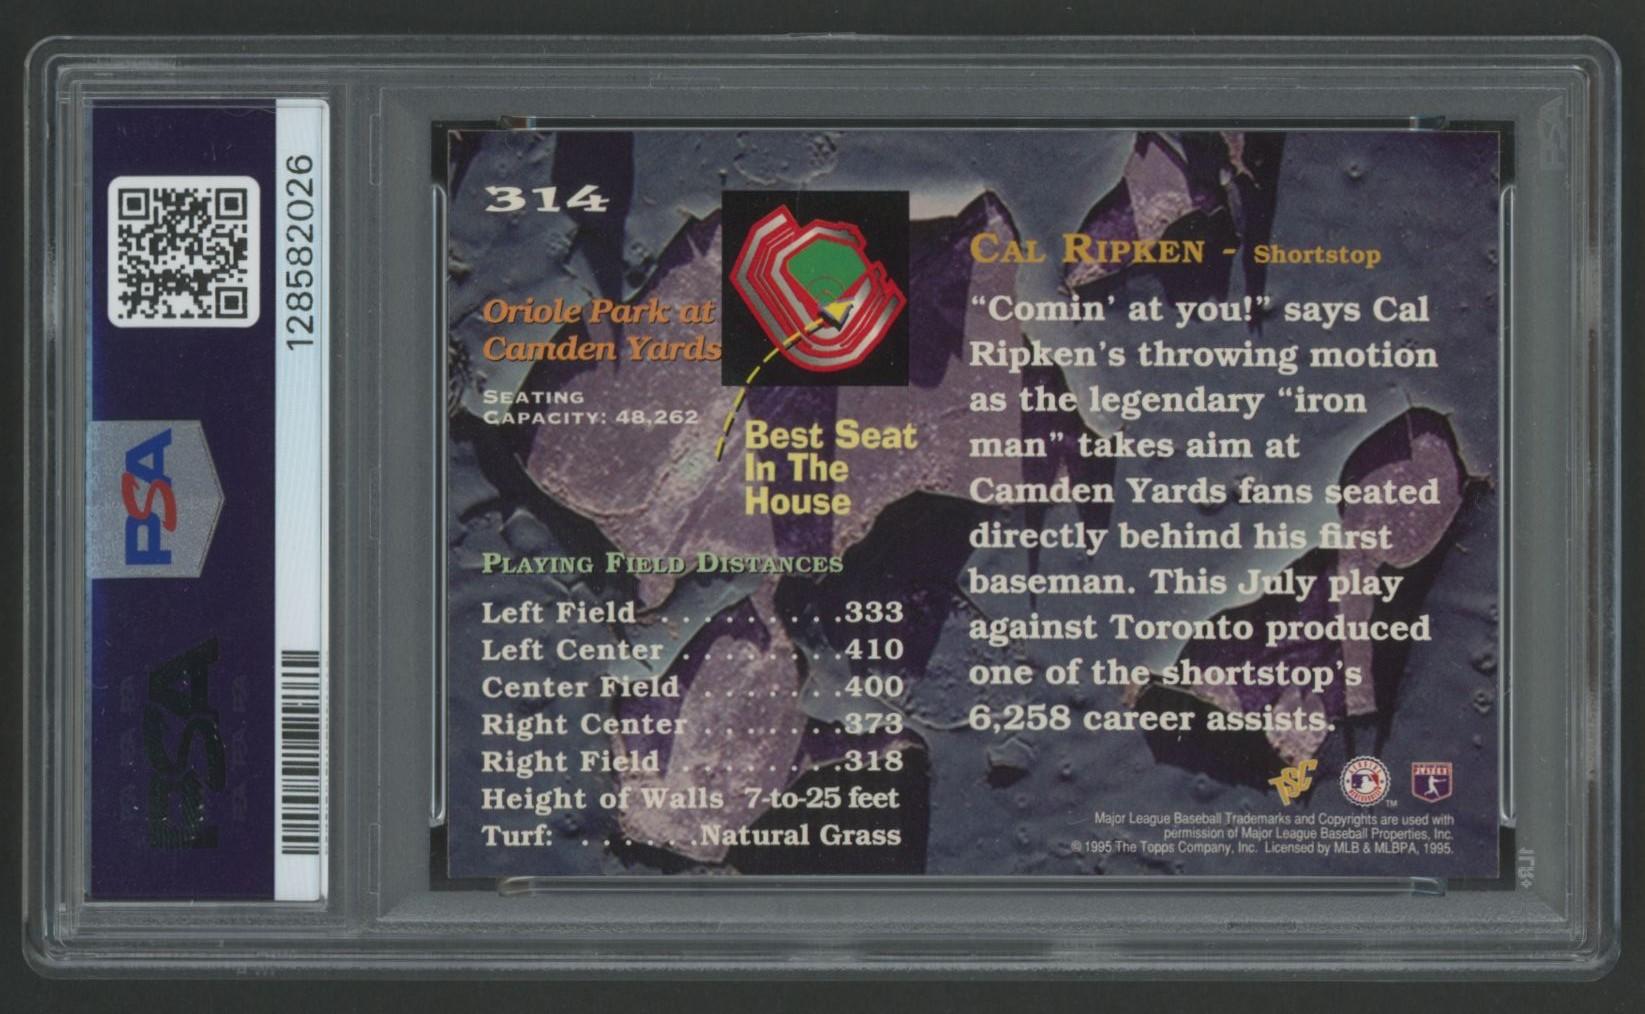 128582026
PSA
PSA
314
Oriole Park at
Camden Yards
SEATING
CAPACITY: 48,262
Best Seat
In The
House
PLAYING FIELD DISTANCES
Left Field . . . . . . . . . .333
Left Center . . . . . . . .410
Center Field . . . . . . .400
Right Center . . . . . . .373
Right Field . . . . . . . .318
Height of Walls 7-to-25 feet
Turf: . . . . . .Natural Grass
CAL RIPKEN - Shortstop
“Comin’ at you!” says Cal
Ripken’s throwing motion
as the legendary “iron
man” takes aim at
Camden Yards fans seated
directly behind his first
baseman. This July play
against Toronto produced
one of the shortstop’s
6,258 career assists.
TSC
TM
Major League Baseball Trademarks and Copyrights are used with
permission of Major League Baseball Properties, Inc.
© 1995 The Topps Company, Inc. Licensed by MLB & MLBPA, 1995.